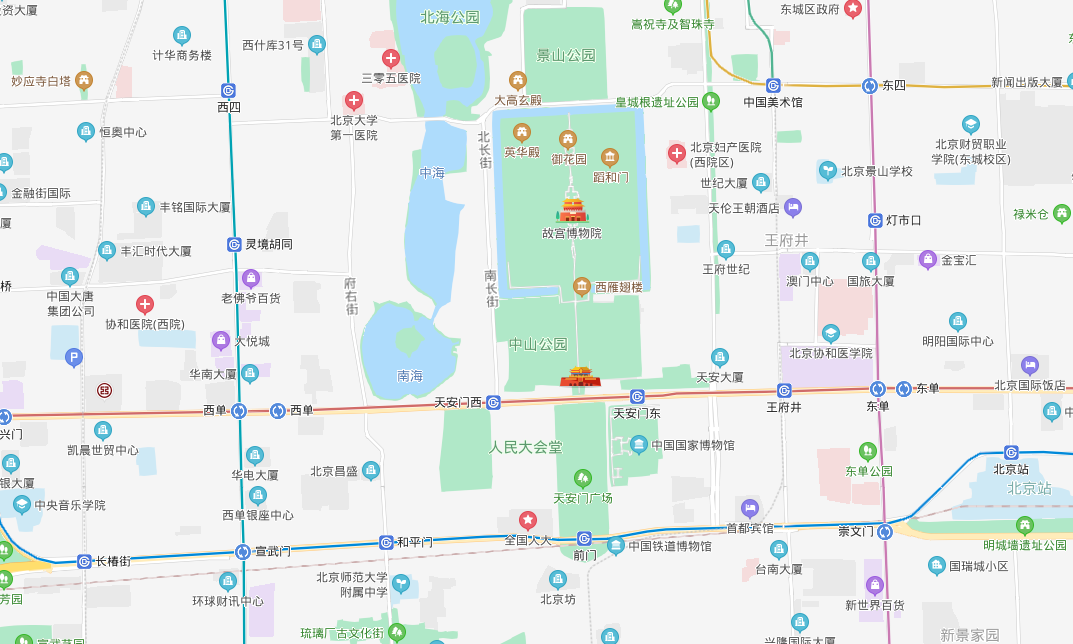 资大厦
北海公园
东城区政府
嵩祝寺及智珠寺
计华商务楼
西什库31号
景山公园
三零五医院
妙应寺白塔
新闻出版大厦
东四
大高玄殿
皇城根遗址公园
中国美术馆
西四
北京大学
第一医院
恒奥中心
北长街
英华殿
御花园
蹈和门
北京妇产医院
(西院区)
北京财贸职业
学院(东城校区)
中海
世纪大厦
北京景山学校
金融街国际
丰铭国际大厦
天伦王朝酒店
禄米仓
厦
灯市口
故宫博物院
灵境胡同
王府井
丰汇时代大厦
王府世纪
金宝汇
桥
中国大唐
集团公司
老佛爷百货
府右街
南长街
西雁翅楼
澳门中心
国旅大厦
协和医院(西院)
大悦城
中山公园
明阳国际中心
北京协和医学院
P
华南大厦
南海
天安大厦
北京国际饭店
东单
天安门西
西单
西单
天安门东
王府井
东单
中
兴门
凯晨世贸中心
人民大会堂
中国国家博物馆
华电大厦
北京昌盛
东单公园
北京站
北京站
银大厦
中央音乐学院
西单银座中心
天安门广场
全国人大
首都宾馆
崇文门
和平门
宣武门
前门
中国铁道博物馆
明城墙遗址公园
长椿街
台南大厦
国瑞城小区
北京师范大学
附属中学
芳园
环球财讯中心
北京坊
新世界百货
琉璃厂古文化街
新景家园
宣武艺园
兴隆国际大厦